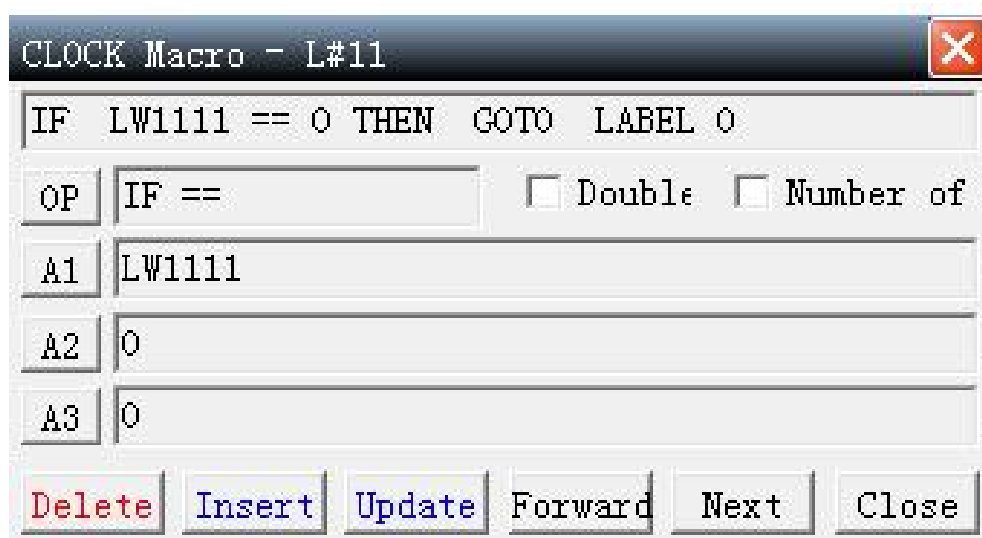 CLOCK Macro - L#11
IF LW1111 == 0 THEN GOTO LABEL 0
OP IF == Double Number of
A1 LW1111
A2 0
A3 0
Delete Insert Update Forward Next Close